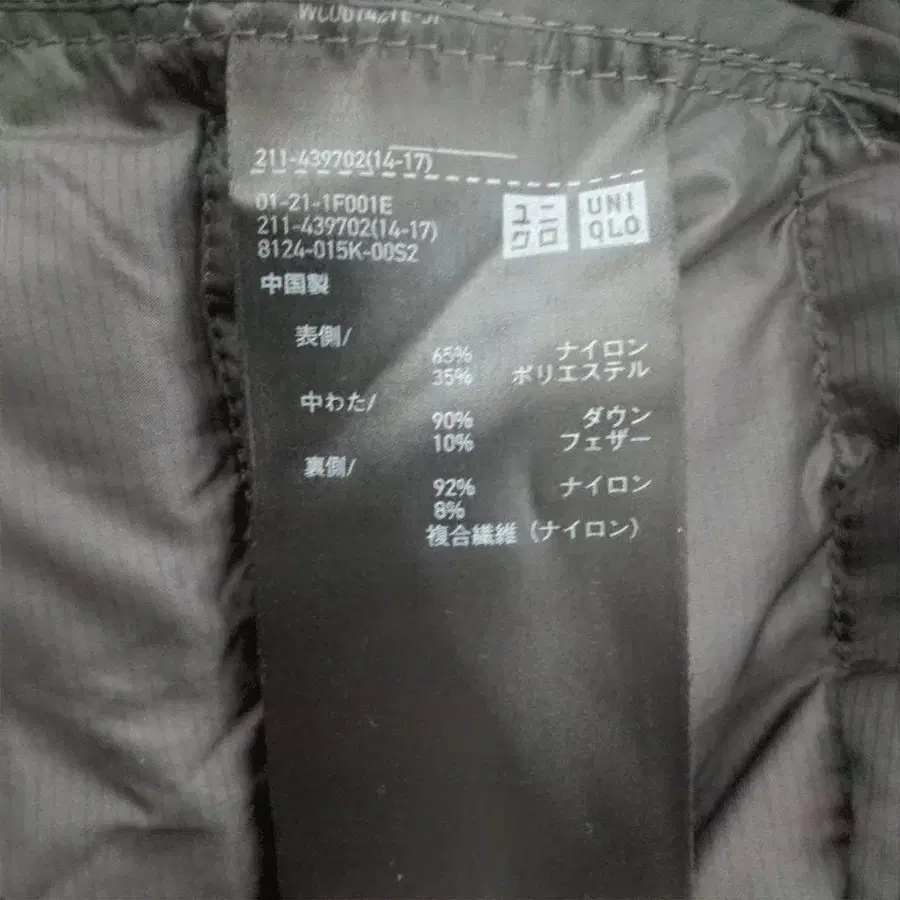 211-439702(14-17)
01-21-1F001E
211-439702(14-17)
8124-015K-00S2
ユニ
クロ
UNI
QLO
中国製
表側/
65% ナイロン
35% ポリエステル
中わた/
90% ダウン
10% フェザー
裏側/
92% ナイロン
8%
複合繊維（ナイロン）